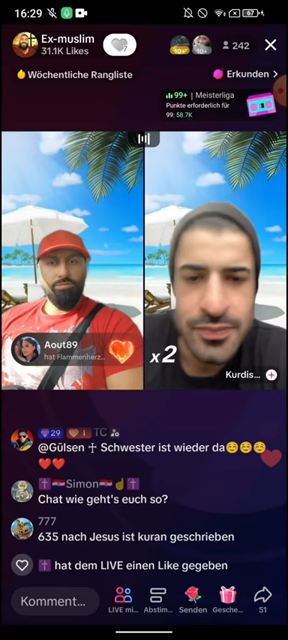 16:29
67
Ex-muslim
31.1K Likes
242
Wöchentliche Rangliste
Erkunden >
99+ | Meisterliga
Punkte erforderlich für
99: 58.7K
Aout89
hat Flammenherz...
x2
Kurdis...
29 1 TC
@Gülsen ✝ Schwester ist wieder da☺️☺️☺️
❤️❤️
✝️🇭🇷Simon🇭🇷☝️✝️
Chat wie geht's euch so?
777
635 nach Jesus ist kuran geschrieben
✝️ hat dem LIVE einen Like gegeben
Komment...
LIVE mi...
Abstim...
Senden
Gesche...
51